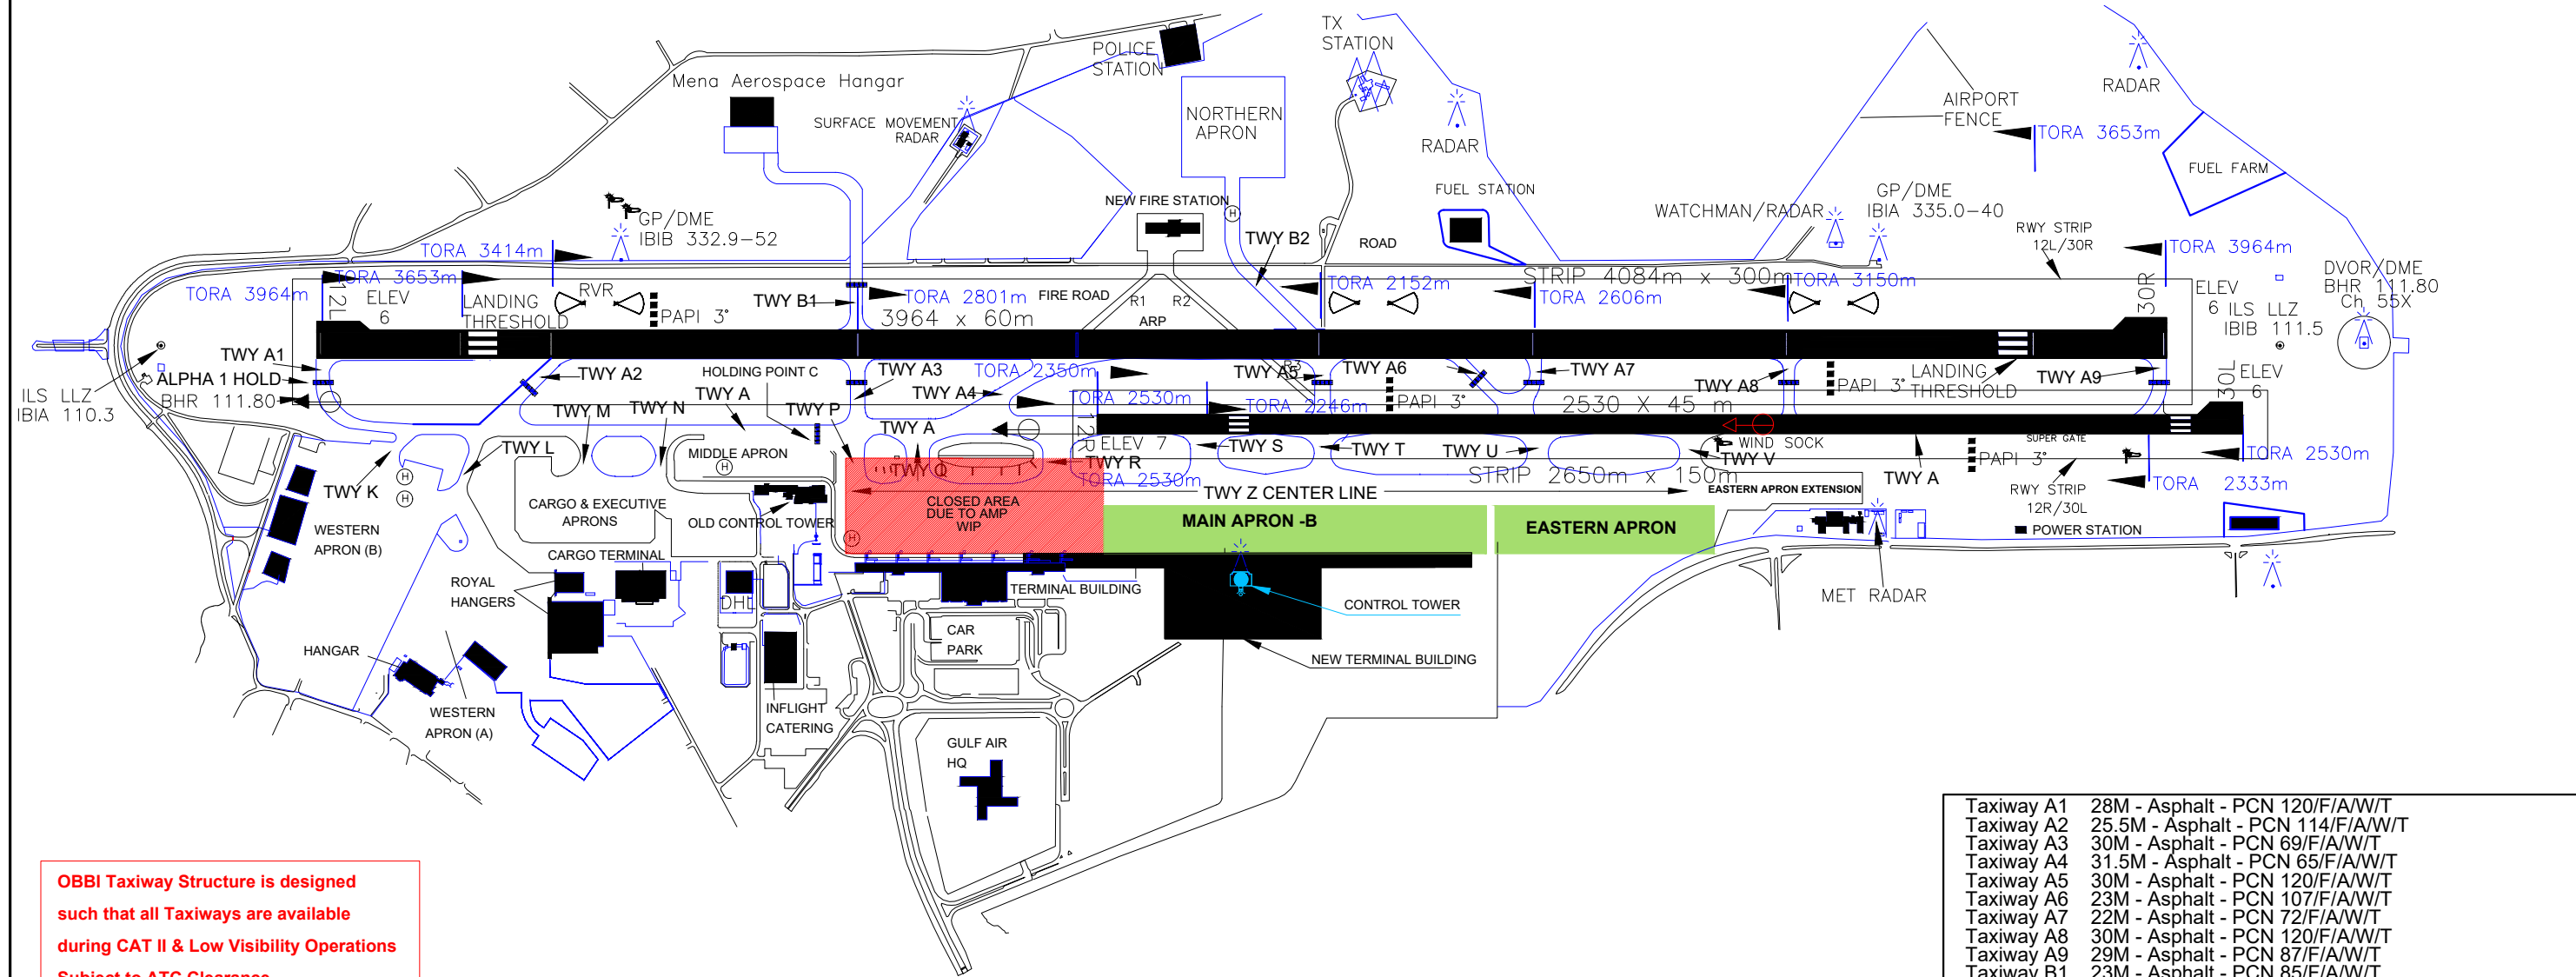 TX
STATION
POLICE
STATION
Mena Aerospace Hangar
RADAR
AIRPORT
FENCE
TORA 3653m
NORTHERN
APRON
SURFACE MOVEMENT
RADAR
RADAR
FUEL FARM
FUEL STATION
GP/DME
IBIA 335.0-40
NEW FIRE STATION
H
WATCHMAN/RADAR
GP/DME
IBIB 332.9-52
RWY STRIP
12L/30R
TWY B2
ROAD
TORA 3414m
TORA 3964m
STRIP 4084m x 300m
TORA 3653m
TORA 3150m
DVOR/DME
BHR 111.80
Ch 55X
TORA 3964m
12L
ELEV
6
LANDING
THRESHOLD
RVR
PAPI 3°
TWY B1
TORA 2801m
FIRE ROAD
R1
R2
ARP
3964 x 60m
TORA 2152m
TORA 2606m
30R
ELEV
6
ILS LLZ
IBIB 111.5
TWY A1
ALPHA 1 HOLD
BHR 111.80
ILS LLZ
IBIA 110.3
TWY A2
HOLDING POINT C
TWY A3
TWY A4
TORA 2350m
TWY A5
R3
TWY A6
TWY A7
TWY A8
PAPI 3°
LANDING
THRESHOLD
TWY A9
30L
ELEV
6
TWY M
TWY N
TWY A
TWY P
TORA 2530m
TORA 2246m
PAPI 3°
2530 X 45 m
TWY A
12R
ELEV 7
TWY S
TWY T
TWY U
WIND SOCK
SUPER GATE
TWY L
MIDDLE APRON
H
TWY Q
TWY R
TWY V
PAPI 3°
TORA 2530m
TWY K
H
H
TORA 2530m
STRIP 2650m x 150m
TWY A
TORA 2333m
TWY Z CENTER LINE
EASTERN APRON EXTENSION
RWY STRIP
12R/30L
CARGO & EXECUTIVE
APRONS
CLOSED AREA
DUE TO AMP
WIP
OLD CONTROL TOWER
H
MAIN APRON -B
EASTERN APRON
POWER STATION
WESTERN
APRON (B)
CARGO TERMINAL
ROYAL
HANGERS
DHL
TERMINAL BUILDING
CONTROL TOWER
MET RADAR
CAR
PARK
HANGAR
NEW TERMINAL BUILDING
WESTERN
APRON (A)
INFLIGHT
CATERING
GULF AIR
HQ
OBBI Taxiway Structure is designed
such that all Taxiways are available
during CAT II & Low Visibility Operations
Subject to ATC Clearance
Taxiway A1 28M - Asphalt - PCN 120/F/A/W/T
Taxiway A2 25.5M - Asphalt - PCN 114/F/A/W/T
Taxiway A3 30M - Asphalt - PCN 69/F/A/W/T
Taxiway A4 31.5M - Asphalt - PCN 65/F/A/W/T
Taxiway A5 30M - Asphalt - PCN 120/F/A/W/T
Taxiway A6 23M - Asphalt - PCN 107/F/A/W/T
Taxiway A7 22M - Asphalt - PCN 72/F/A/W/T
Taxiway A8 30M - Asphalt - PCN 120/F/A/W/T
Taxiway A9 29M - Asphalt - PCN 87/F/A/W/T
Taxiway B1 23M - Asphalt - PCN 85/F/A/W/T